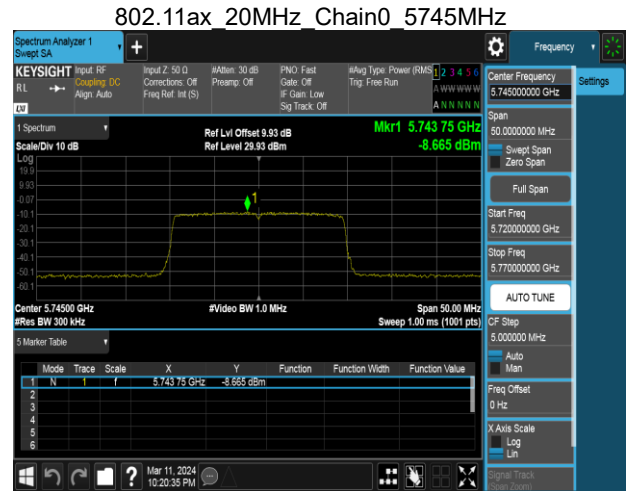 802.11ax_20MHz_Chain0_5745MHz
Spectrum Analyzer 1
Swept SA
+
Frequency
KEYSIGHT
RL
LXI
Input: RF
Coupling: DC
Align: Auto
Input Z: 50 Ω
Corrections: Off
Freq Ref: Int (S)
#Atten: 30 dB
Preamp: Off
PNO: Fast
Gate: Off
IF Gain: Low
Sig Track: Off
#Avg Type: Power (RMS
Trig: Free Run
1 2 3 4 5 6
A W W W W W
A N N N N N
Center Frequency
5.745000000 GHz
Settings
Span
50.0000000 MHz
Swept Span
Zero Span
Full Span
Start Freq
5.720000000 GHz
Stop Freq
5.770000000 GHz
AUTO TUNE
CF Step
5.000000 MHz
Auto
Man
Freq Offset
0 Hz
X Axis Scale
Log
Lin
Signal Track
(Span Zoom)
1 Spectrum
Scale/Div 10 dB
Ref Lvl Offset 9.93 dB
Ref Level 29.93 dBm
Mkr1 5.743 75 GHz
-8.665 dBm
Log
19.9
9.93
-0.07
-10.1
-20.1
-30.1
-40.1
-50.1
-60.1
1
Center 5.74500 GHz
#Res BW 300 kHz
#Video BW 1.0 MHz
Span 50.00 MHz
Sweep 1.00 ms (1001 pts)
5 Marker Table
Mode Trace Scale X Y Function Function Width Function Value
1 N 1 f 5.743 75 GHz -8.665 dBm
2
3
4
5
6
?
Mar 11, 2024
10:20:35 PM